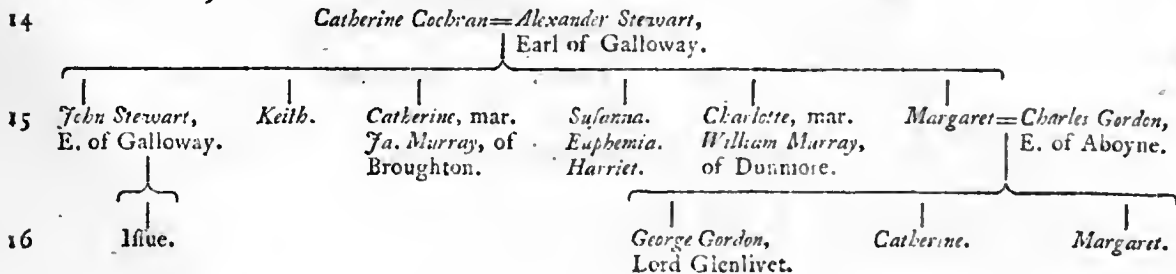 14 Catherine Cochran=Alexander Stewart,
Earl of Galloway.
15 John Stewart, Keith. Catherine, mar. Suſanna. Charlotte, mar. Margaret=Charles Gordon,
E. of Galloway. Ja. Murray, of Euphemia. William Murray, E. of Aboyne.
Broughton. Harriet. of Dunmore.
16 Iſſue. George Gordon, Catherine. Margaret.
Lord Glenlivet.